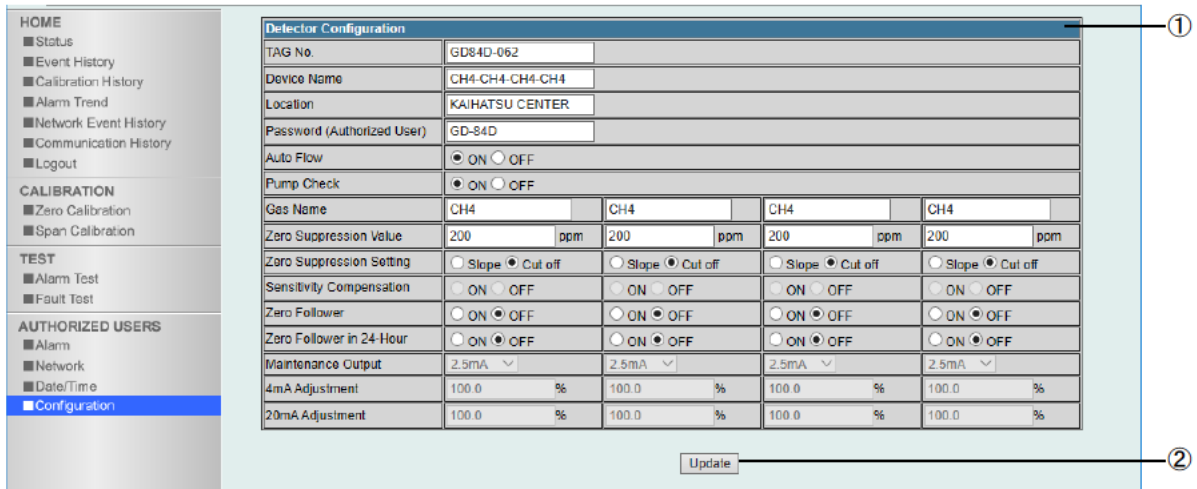 HOME
■Status
■Event History
■Calibration History
■Alarm Trend
■Network Event History
■Communication History
■Logout
CALIBRATION
■Zero Calibration
■Span Calibration
TEST
■Alarm Test
■Fault Test
AUTHORIZED USERS
■Alarm
■Network
■Date/Time
■Configuration
Detector Configuration ①
TAG No. GD84D-062
Device Name CH4-CH4-CH4-CH4
Location KAIHATSU CENTER
Password (Authorized User) GD-84D
Auto Flow ON OFF
Pump Check ON OFF
Gas Name CH4 CH4 CH4 CH4
Zero Suppression Value 200 ppm 200 ppm 200 ppm 200 ppm
Zero Suppression Setting Slope Cut off Slope Cut off Slope Cut off Slope Cut off
Sensitivity Compensation ON OFF ON OFF ON OFF ON OFF
Zero Follower ON OFF ON OFF ON OFF ON OFF
Zero Follower in 24-Hour ON OFF ON OFF ON OFF ON OFF
Maintenance Output 2.5mA 2.5mA 2.5mA 2.5mA
4mA Adjustment 100.0 % 100.0 % 100.0 % 100.0 %
20mA Adjustment 100.0 % 100.0 % 100.0 % 100.0 %
Update ②